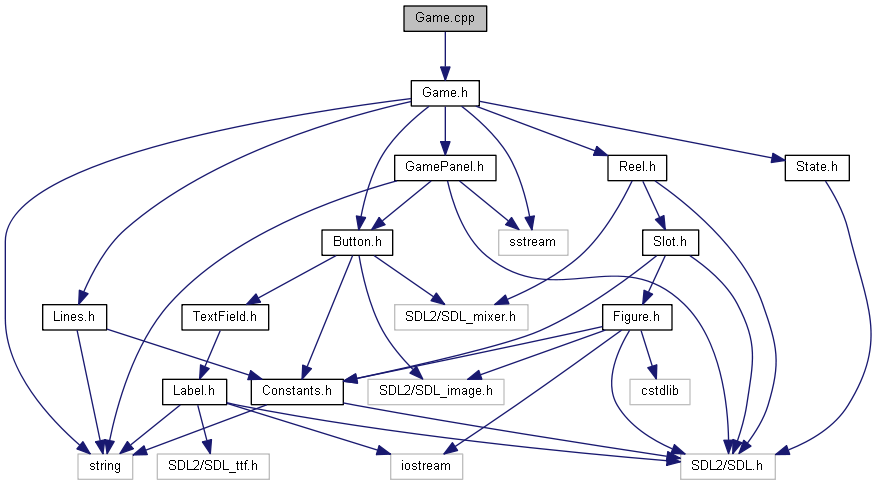 Game.cpp
Game.h
GamePanel.h
Reel.h
State.h
Button.h
sstream
Slot.h
Lines.h
TextField.h
SDL2/SDL_mixer.h
Figure.h
Label.h
Constants.h
SDL2/SDL_image.h
cstdlib
string
SDL2/SDL_ttf.h
iostream
SDL2/SDL.h